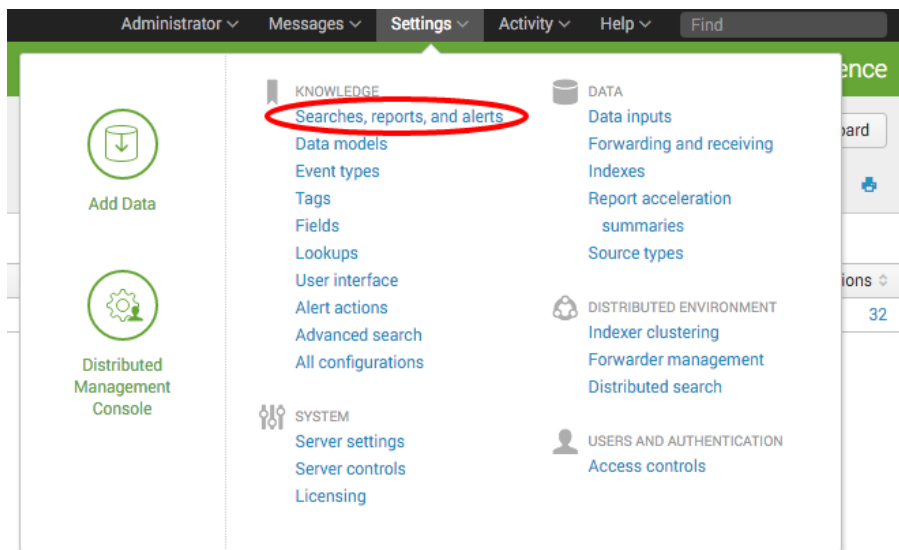 Administrator Messages Settings Activity Help Find
ence
oard
ions
32
Add Data
Distributed
Management
Console
KNOWLEDGE
Searches, reports, and alerts
Data models
Event types
Tags
Fields
Lookups
User interface
Alert actions
Advanced search
All configurations
SYSTEM
Server settings
Server controls
Licensing
DATA
Data inputs
Forwarding and receiving
Indexes
Report acceleration
summaries
Source types
DISTRIBUTED ENVIRONMENT
Indexer clustering
Forwarder management
Distributed search
USERS AND AUTHENTICATION
Access controls